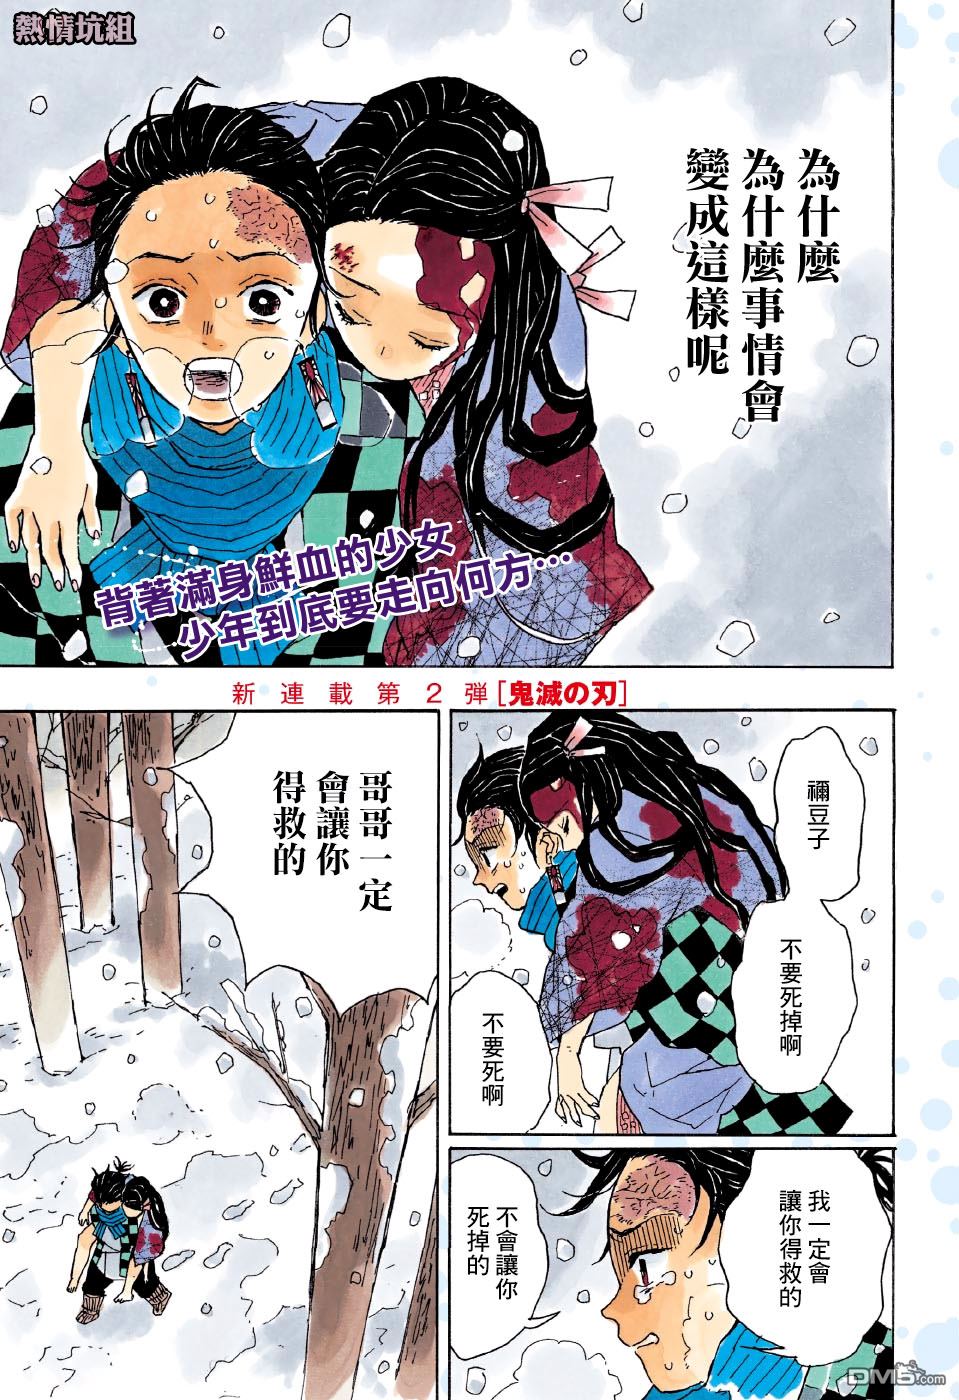 熱情坑組
為什麼
為什麼事情會
變成這樣呢
背著滿身鮮血的少女
少年到底要走向何方…
新連載第2彈[鬼滅の刃]
禰豆子
不要死掉啊
不要死啊
我一定會
讓你得救的
不會讓你
死掉的
哥哥一定
會讓你
得救的
DM5.com